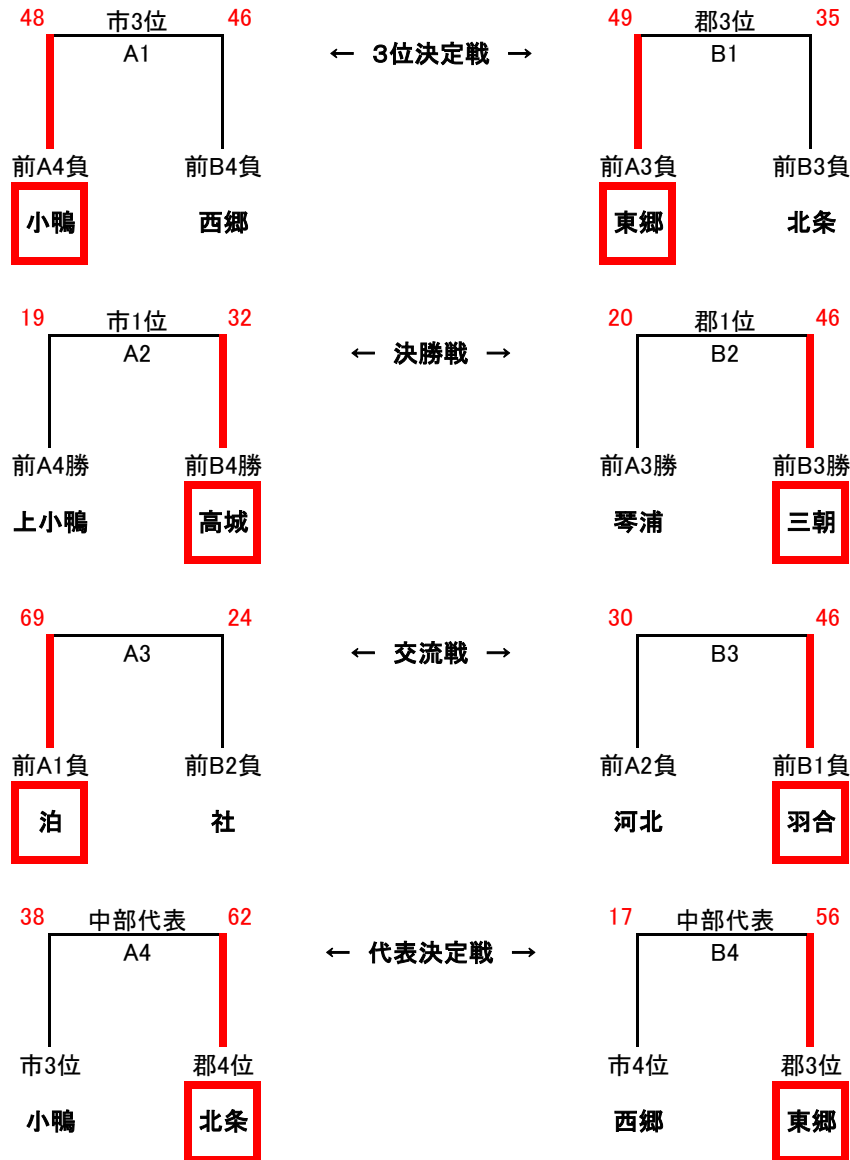 48 市3位 46
A1
← 3位決定戦 →
49 郡3位 35
B1
前A4負 前B4負
前A3負 前B3負
小鴨 西郷
東郷 北条
19 市1位 32
A2
← 決勝戦 →
20 郡1位 46
B2
前A4勝 前B4勝
前A3勝 前B3勝
上小鴨 高城
琴浦 三朝
69 24
A3
← 交流戦 →
30 46
B3
前A1負 前B2負
前A2負 前B1負
泊 社
河北 羽合
38 中部代表 62
A4
← 代表決定戦 →
17 中部代表 56
B4
市3位 郡4位
市4位 郡3位
小鴨 北条
西郷 東郷